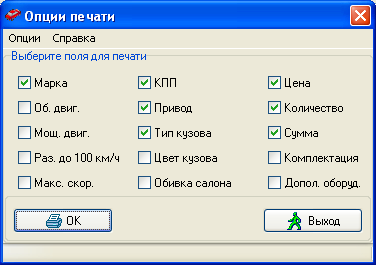 Опции печати
Опции Справка
Выберите поля для печати
Марка КПП Цена
Об. двиг. Привод Количество
Мощ. двиг. Тип кузова Сумма
Раз. до 100 км/ч Цвет кузова Комплектация
Макс. скор. Обивка салона Допол. оборуд.
OK Выход